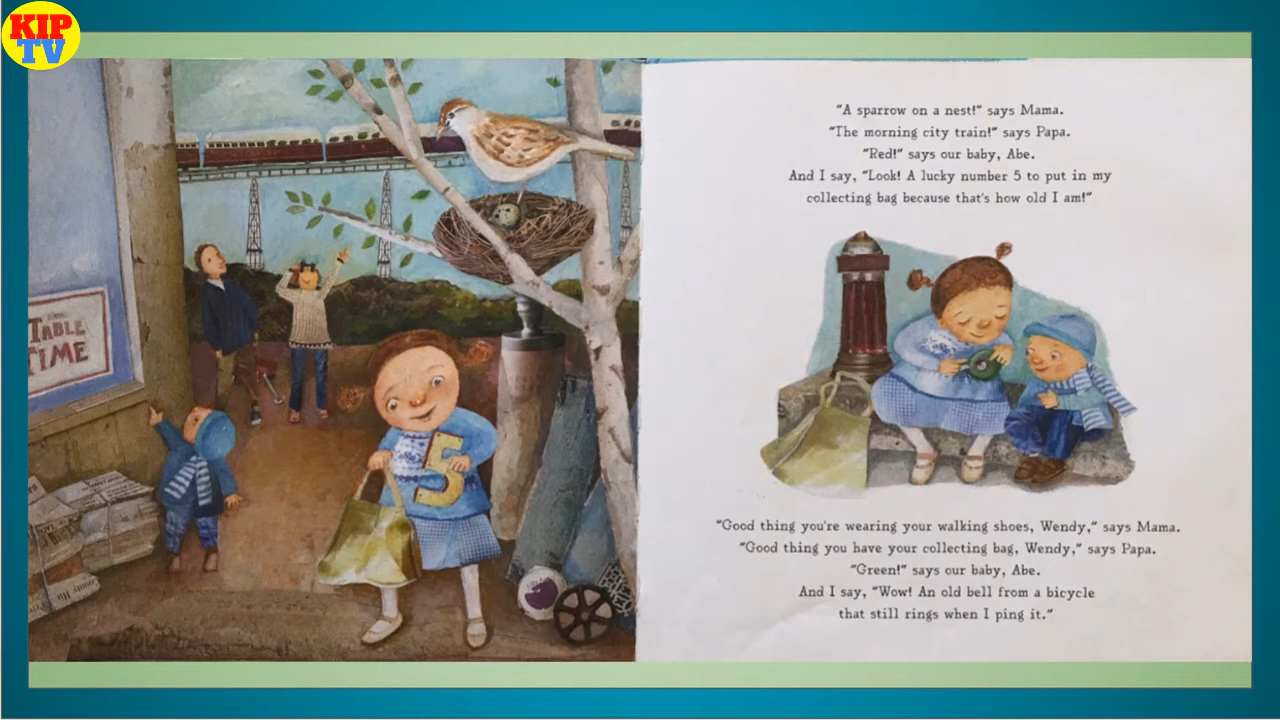 KIP
TV
TABLE
TIME
5
"A sparrow on a nest!" says Mama.
"The morning city train!" says Papa.
"Red!" says our baby, Abe.
And I say, "Look! A lucky number 5 to put in my
collecting bag because that's how old I am!"
"Good thing you're wearing your walking shoes, Wendy," says Mama.
"Good thing you have your collecting bag, Wendy," says Papa.
"Green!" says our baby, Abe.
And I say, "Wow! An old bell from a bicycle
that still rings when I ping it."